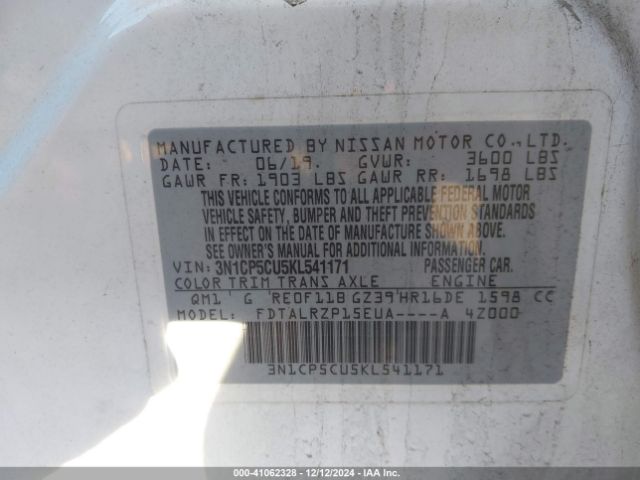 MANUFACTURED BY NISSAN MOTOR CO., LTD.
DATE: 06/19. GVWR: 3600 LBS
GAWR FR: 1903 LBS GAWR RR: 1698 LBS
THIS VEHICLE CONFORMS TO ALL APPLICABLE FEDERAL MOTOR
VEHICLE SAFETY, BUMPER AND THEFT PREVENTION STANDARDS
IN EFFECT ON THE DATE OF MANUFACTURE SHOWN ABOVE.
SEE OWNER'S MANUAL FOR ADDITIONAL INFORMATION.
VIN: 3N1CP5CU5KL541171 PASSENGER CAR.
COLOR TRIM TRANS AXLE ENGINE
QM1 G RE0F11B GZ39 HR16DE 1598 CC
MODEL: FDTALRZP15EUA----A 4Z000
3N1CP5CU5KL541171
000-41062328 - 12/12/2024 - IAA Inc.